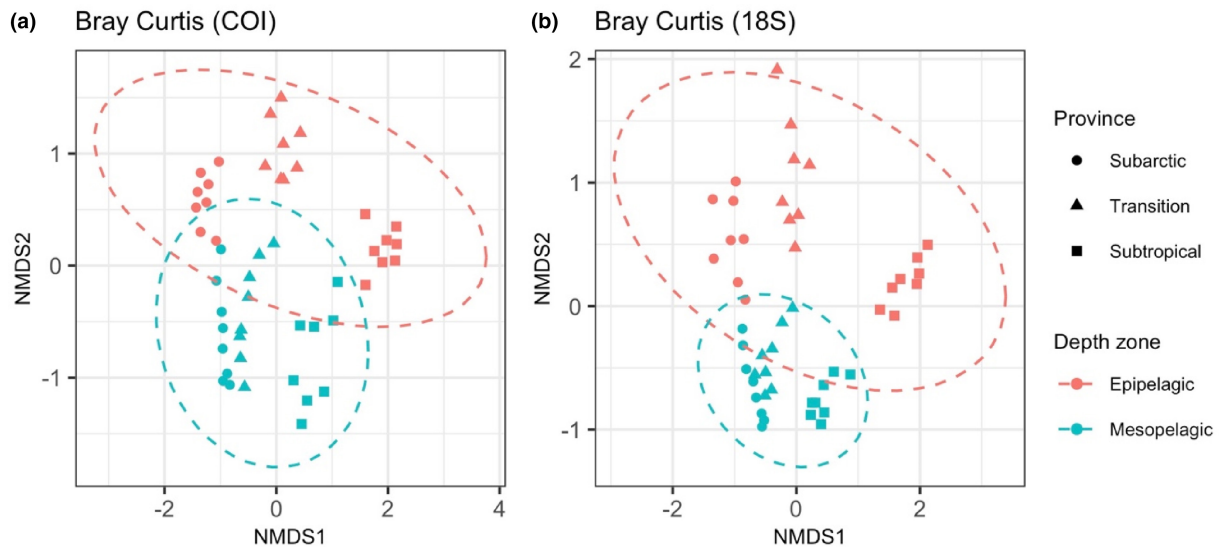 (a) Bray Curtis (COI)
1
0
-1
NMDS2
-2 0 2 4
NMDS1
(b) Bray Curtis (18S)
2
1
0
-1
NMDS2
-2 0 2
NMDS1
Province
Subarctic
Transition
Subtropical
Depth zone
Epipelagic
Mesopelagic